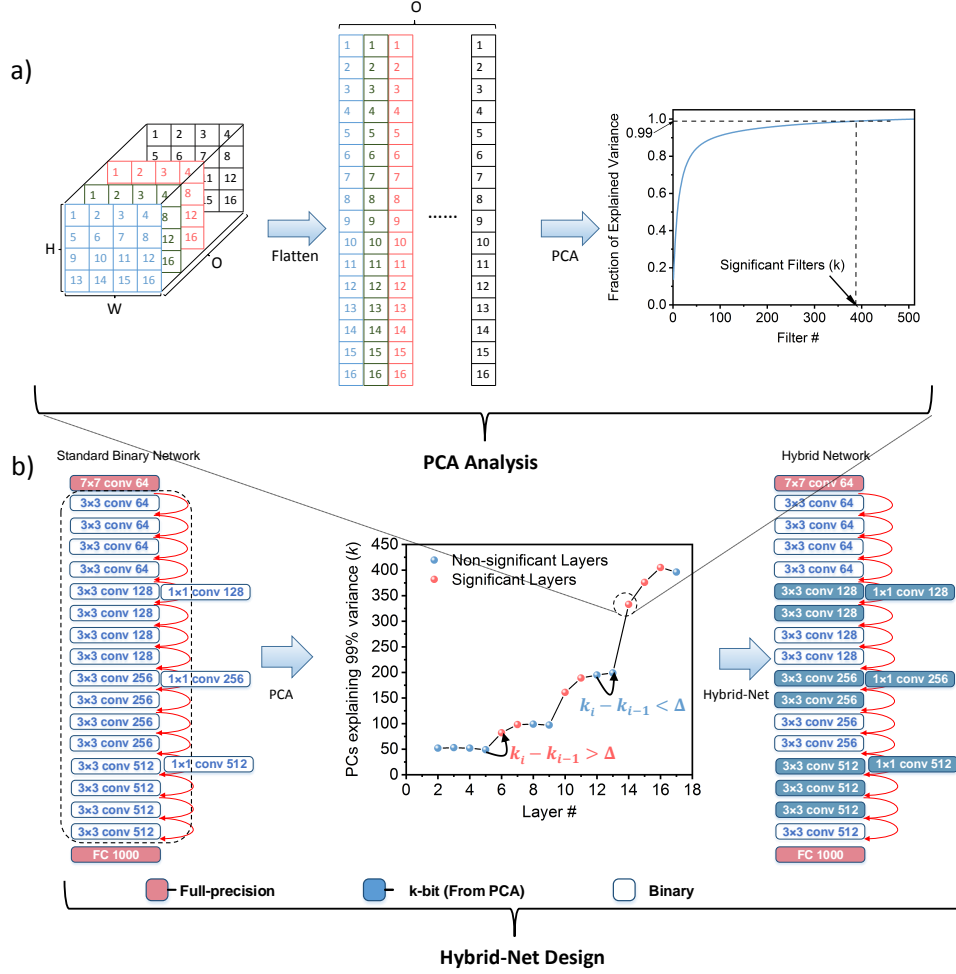 a)
O
1 2 3 4
5 6 7 8
11 12
15 16
1 2 3 4
8
12
16
1 2 3 4
12
16
1 2 3 4
5 6 7 8
9 10 11 12
13 14 15 16
H
W
O
Flatten
1 1 1 1
2 2 2 2
3 3 3 3
4 4 4 4
5 5 5 5
6 6 6 6
7 7 7 7
8 8 8 8
9 9 9 9
10 10 10 10
11 11 11 11
12 12 12 12
13 13 13 13
14 14 14 14
15 15 15 15
16 16 16 16
......
PCA
Fraction of Explained Variance
1.0
0.99
0.8
0.6
0.4
0.2
0.0
Significant Filters (k)
0 100 200 300 400 500
Filter #
PCA Analysis
b)
Standard Binary Network
7×7 conv 64
3×3 conv 64
3×3 conv 64
3×3 conv 64
3×3 conv 64
3×3 conv 128 1×1 conv 128
3×3 conv 128
3×3 conv 128
3×3 conv 128
3×3 conv 256 1×1 conv 256
3×3 conv 256
3×3 conv 256
3×3 conv 256
3×3 conv 512 1×1 conv 512
3×3 conv 512
3×3 conv 512
3×3 conv 512
FC 1000
PCA
PCs explaining 99% variance (k)
450
400
350
300
250
200
150
100
50
0
Non-significant Layers
Significant Layers
k_i − k_{i−1} < Δ
k_i − k_{i−1} > Δ
0 2 4 6 8 10 12 14 16 18
Layer #
Hybrid-Net
Hybrid Network
7×7 conv 64
3×3 conv 64
3×3 conv 64
3×3 conv 64
3×3 conv 64
3×3 conv 128 1×1 conv 128
3×3 conv 128
3×3 conv 128
3×3 conv 128
3×3 conv 256 1×1 conv 256
3×3 conv 256
3×3 conv 256
3×3 conv 256
3×3 conv 512 1×1 conv 512
3×3 conv 512
3×3 conv 512
3×3 conv 512
FC 1000
Full-precision
k-bit (From PCA)
Binary
Hybrid-Net Design